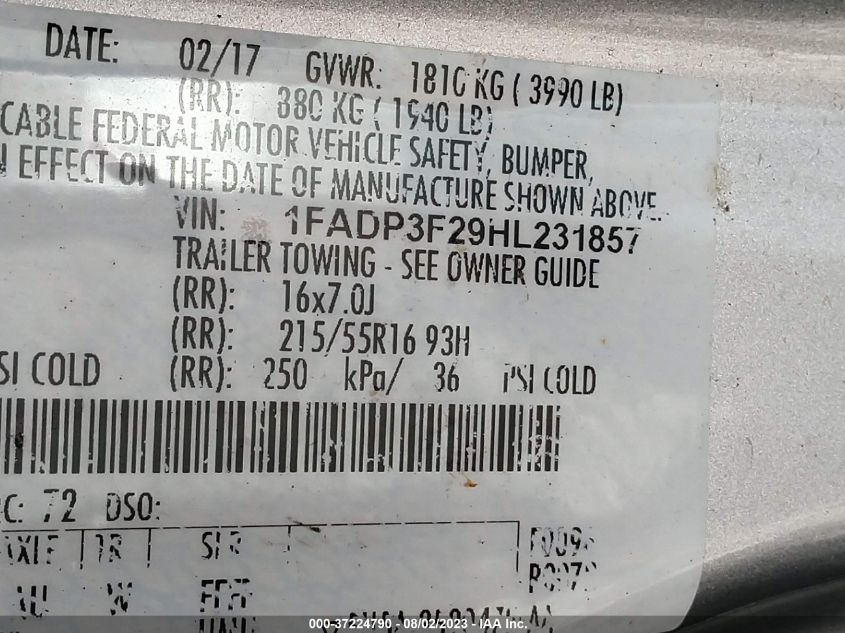 DATE: 02/17 GVWR: 1810 KG ( 3990 LB)
(RR): 880 KG ( 1940 LB)
CABLE FEDERAL MOTOR VEHICLE SAFETY, BUMPER,
N EFFECT ON THE DATE OF MANUFACTURE SHOWN ABOVE.
VIN: 1FADP3F29HL231857
TRAILER TOWING - SEE OWNER GUIDE
(RR): 16x7.0J
(RR): 215/55R16 93H
SI COLD (RR): 250 kPa/ 36 PSI COLD
C: 72 DSO:
AXLE TR
000-37224790 - 08/02/2023 - IAA Inc.